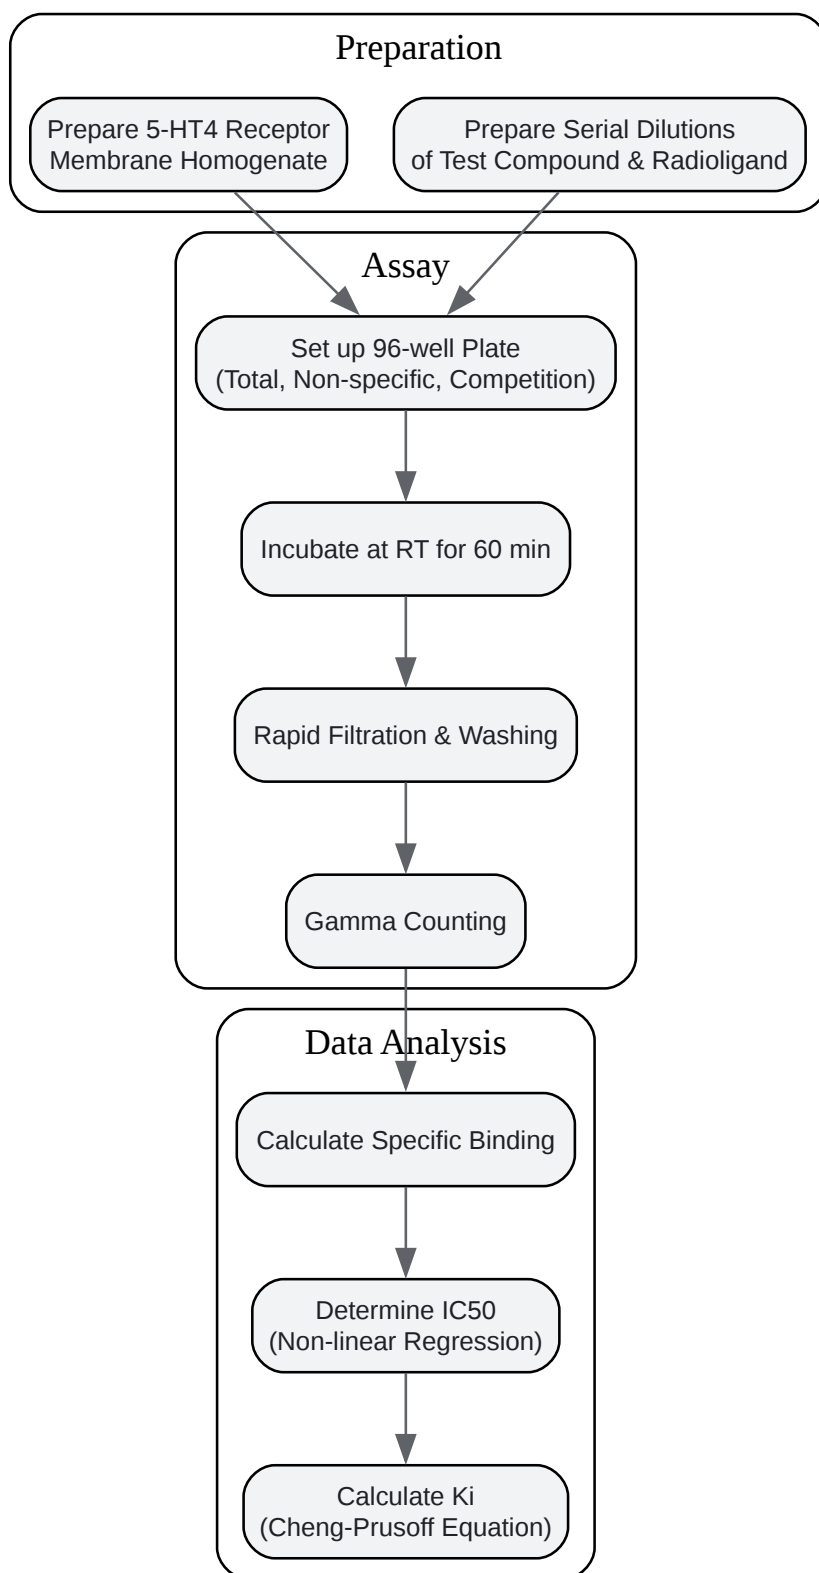 Preparation
Prepare 5-HT4 Receptor
Membrane Homogenate
Prepare Serial Dilutions
of Test Compound & Radioligand
Assay
Set up 96-well Plate
(Total, Non-specific, Competition)
Incubate at RT for 60 min
Rapid Filtration & Washing
Gamma Counting
Data Analysis
Calculate Specific Binding
Determine IC50
(Non-linear Regression)
Calculate Ki
(Cheng-Prusoff Equation)